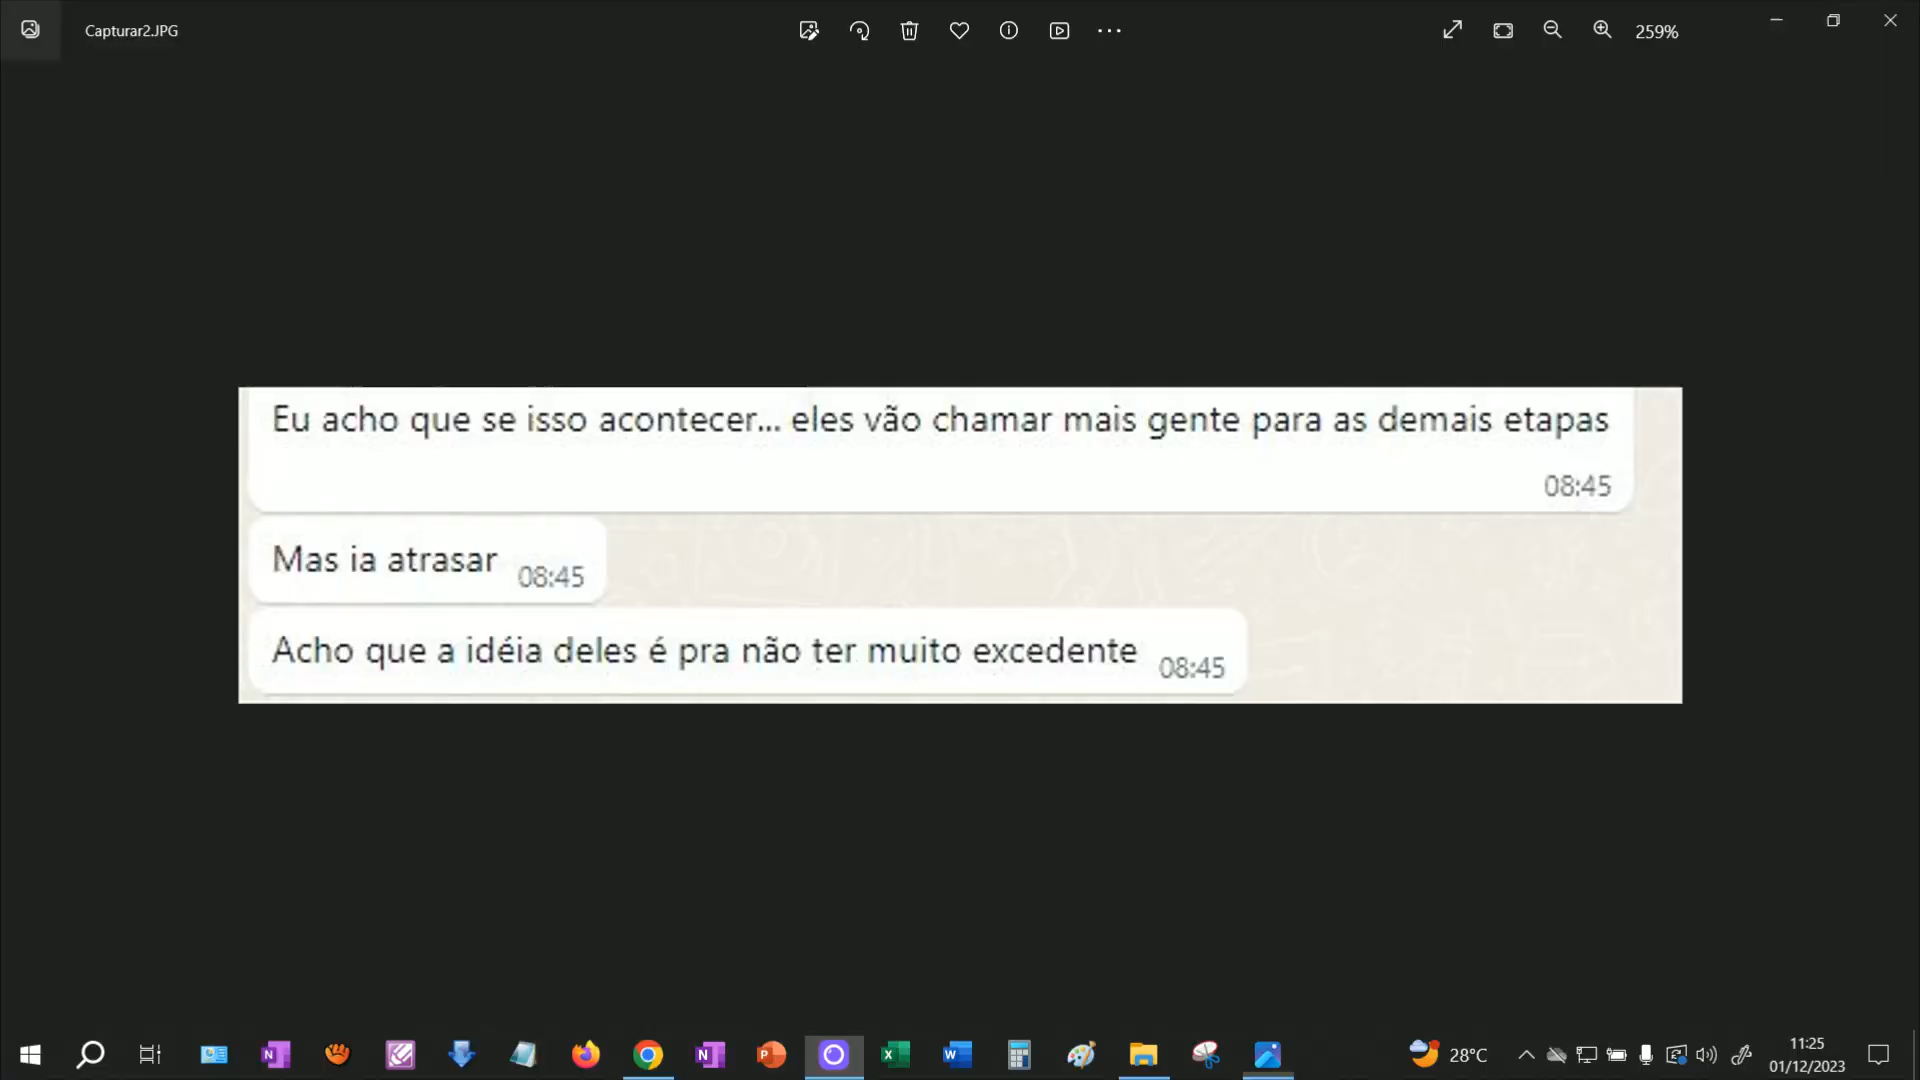 Capturar2.JPG
259%
Eu acho que se isso acontecer... eles vão chamar mais gente para as demais etapas
08:45
Mas ia atrasar 08:45
Acho que a idéia deles é pra não ter muito excedente 08:45
28°C
11:25
01/12/2023